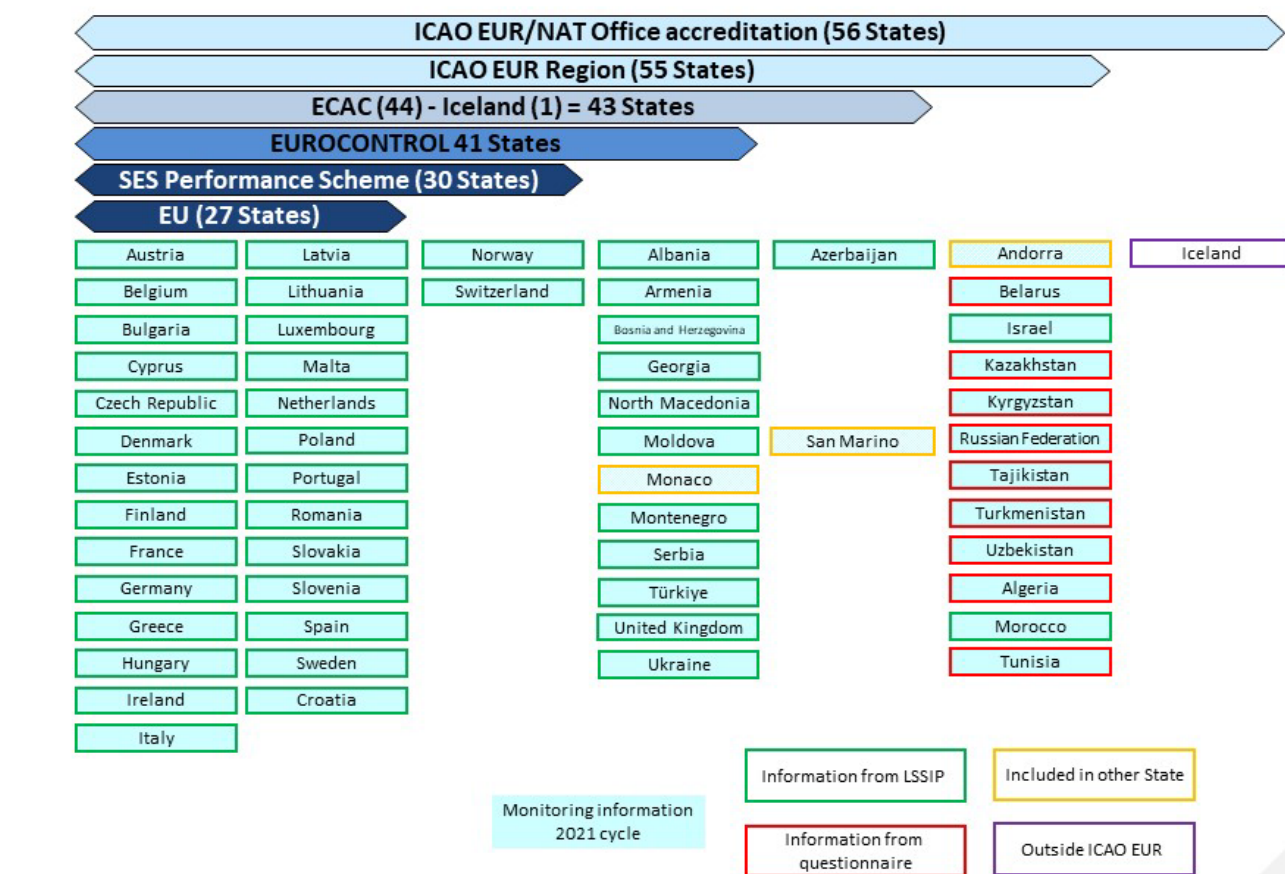 ICAO EUR/NAT Office accreditation (56 States)
ICAO EUR Region (55 States)
ECAC (44) - Iceland (1) = 43 States
EUROCONTROL 41 States
SES Performance Scheme (30 States)
EU (27 States)
Austria
Latvia
Norway
Albania
Azerbaijan
Andorra
Iceland
Belgium
Lithuania
Switzerland
Armenia
Belarus
Bulgaria
Luxembourg
Bosnia and Herzegovina
Israel
Cyprus
Malta
Georgia
Kazakhstan
Czech Republic
Netherlands
North Macedonia
Kyrgyzstan
Denmark
Poland
Moldova
San Marino
Russian Federation
Estonia
Portugal
Monaco
Tajikistan
Finland
Romania
Montenegro
Turkmenistan
France
Slovakia
Serbia
Uzbekistan
Germany
Slovenia
Türkiye
Algeria
Greece
Spain
United Kingdom
Morocco
Hungary
Sweden
Ukraine
Tunisia
Ireland
Croatia
Italy
Information from LSSIP
Included in other State
Monitoring information
2021 cycle
Information from
questionnaire
Outside ICAO EUR